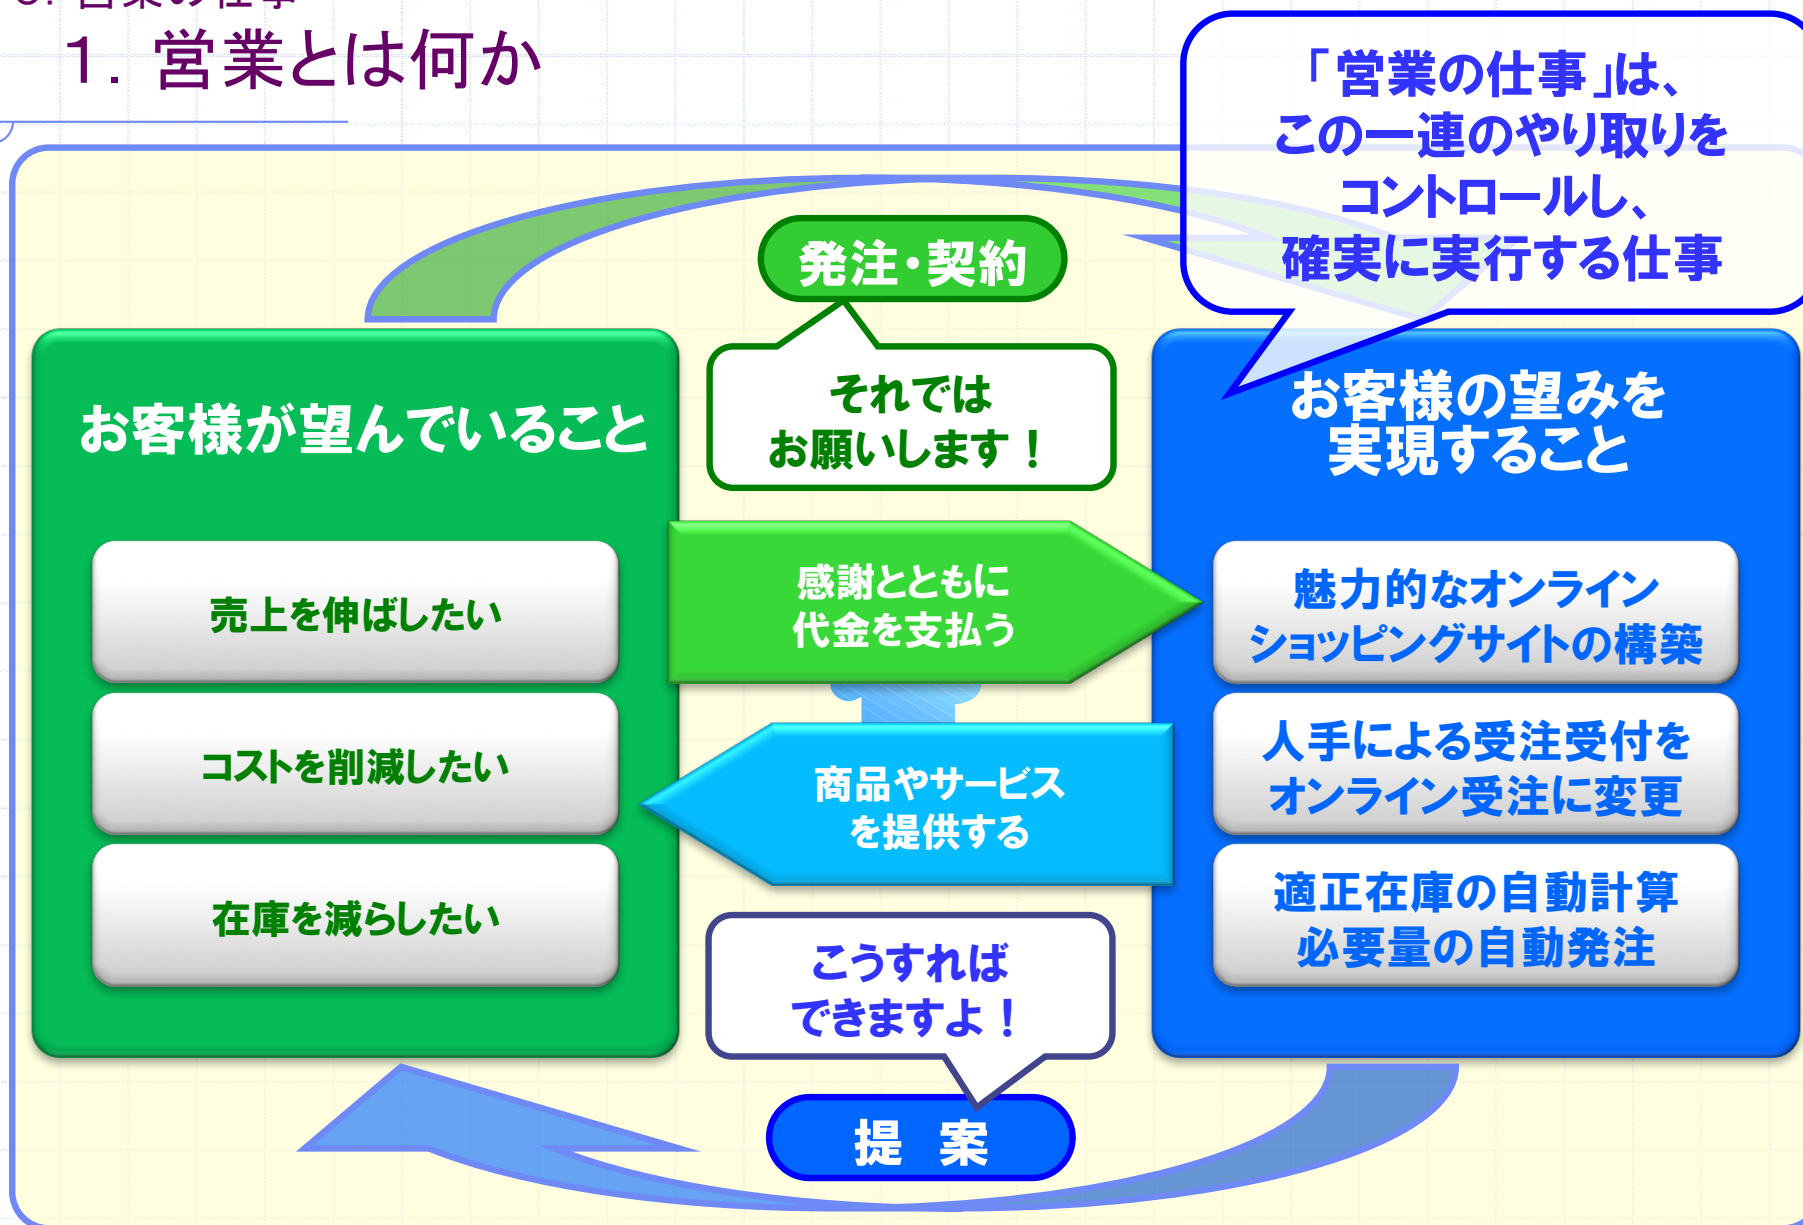 営業の仕事
1. 営業とは何か
「営業の仕事」は、
この一連のやり取りを
コントロールし、
確実に実行する仕事
発注・契約
それでは
お願いします！
お客様が望んでいること
売上を伸ばしたい
コストを削減したい
在庫を減らしたい
感謝とともに
代金を支払う
商品やサービス
を提供する
お客様の望みを
実現すること
魅力的なオンライン
ショッピングサイトの構築
人手による受注受付を
オンライン受注に変更
適正在庫の自動計算
必要量の自動発注
こうすれば
できますよ！
提 案